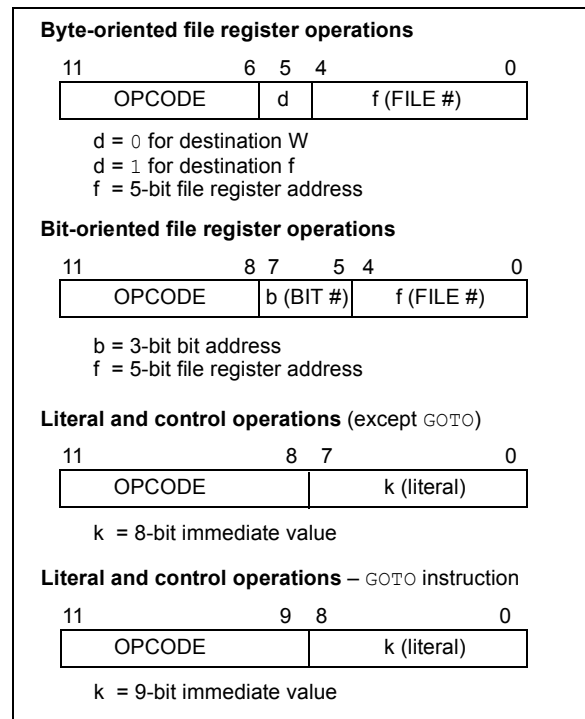 Byte-oriented file register operations
11 6 5 4 0
OPCODE d f (FILE #)
d = 0 for destination W
d = 1 for destination f
f = 5-bit file register address
Bit-oriented file register operations
11 8 7 5 4 0
OPCODE b (BIT #) f (FILE #)
b = 3-bit bit address
f = 5-bit file register address
Literal and control operations (except GOTO)
11 8 7 0
OPCODE k (literal)
k = 8-bit immediate value
Literal and control operations – GOTO instruction
11 9 8 0
OPCODE k (literal)
k = 9-bit immediate value